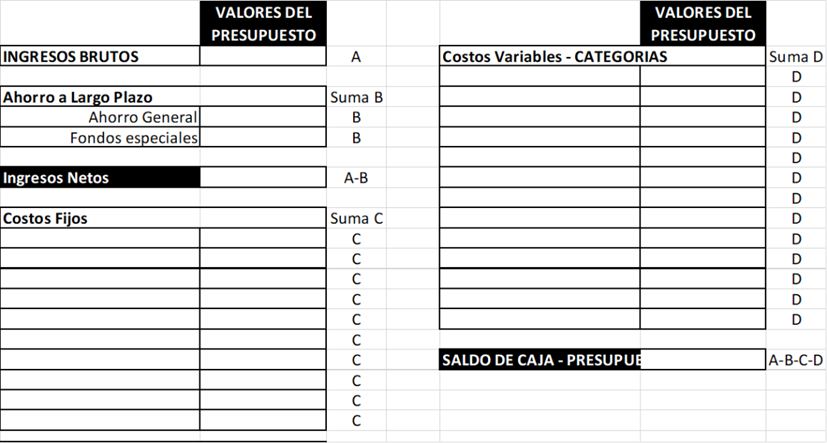 VALORES DEL
PRESUPUESTO
INGRESOS BRUTOS A
Ahorro a Largo Plazo Suma B
Ahorro General B
Fondos especiales B
Ingresos Netos A-B
Costos Fijos Suma C
C
C
C
C
C
C
C
C
C
C
VALORES DEL
PRESUPUESTO
Costos Variables - CATEGORIAS Suma D
D
D
D
D
D
D
D
D
D
D
D
D
D
SALDO DE CAJA - PRESUPUE A-B-C-D